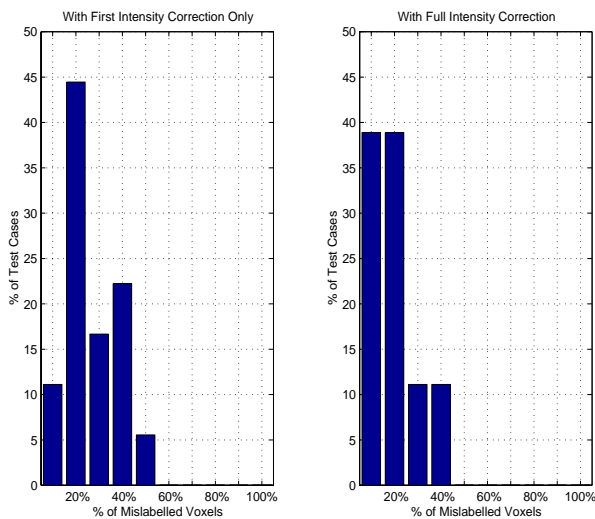 With First Intensity Correction Only
50
45
40
35
30
25
20
15
10
5
0
% of Test Cases
20% 40% 60% 80% 100%
% of Mislabelled Voxels
With Full Intensity Correction
50
45
40
35
30
25
20
15
10
5
0
% of Test Cases
20% 40% 60% 80% 100%
% of Mislabelled Voxels